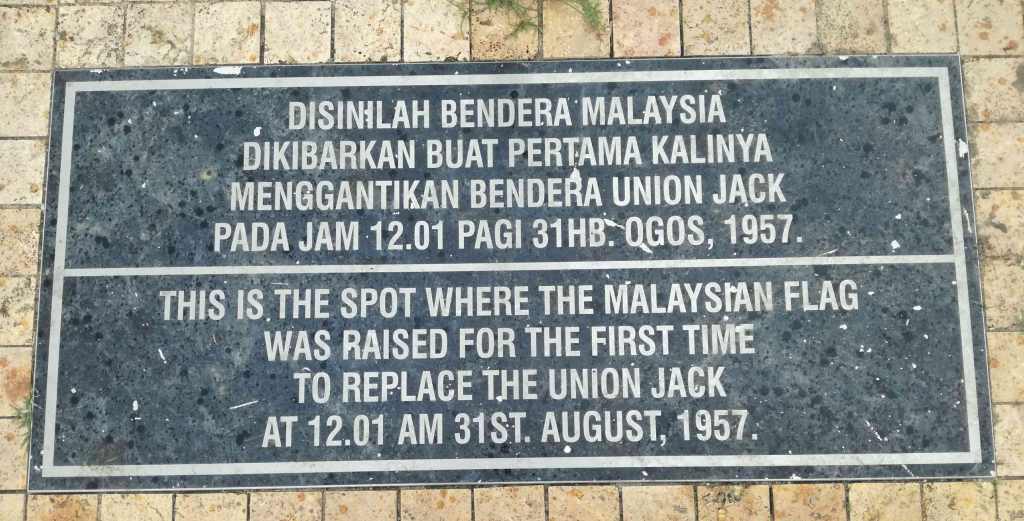 DISINILAH BENDERA MALAYSIA
DIKIBARKAN BUAT PERTAMA KALINYA
MENGGANTIKAN BENDERA UNION JACK
PADA JAM 12.01 PAGI 31HB. OGOS, 1957.
THIS IS THE SPOT WHERE THE MALAYSIAN FLAG
WAS RAISED FOR THE FIRST TIME
TO REPLACE THE UNION JACK
AT 12.01 AM 31ST. AUGUST, 1957.